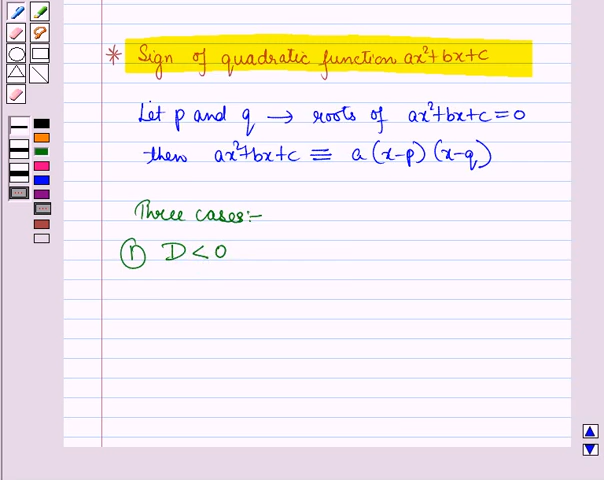 * Sign of quadratic function ax²+bx+c
Let p and q → roots of ax²+bx+c=0
then ax²+bx+c ≡ a(x-p)(x-q)
Three cases:-
① D<0